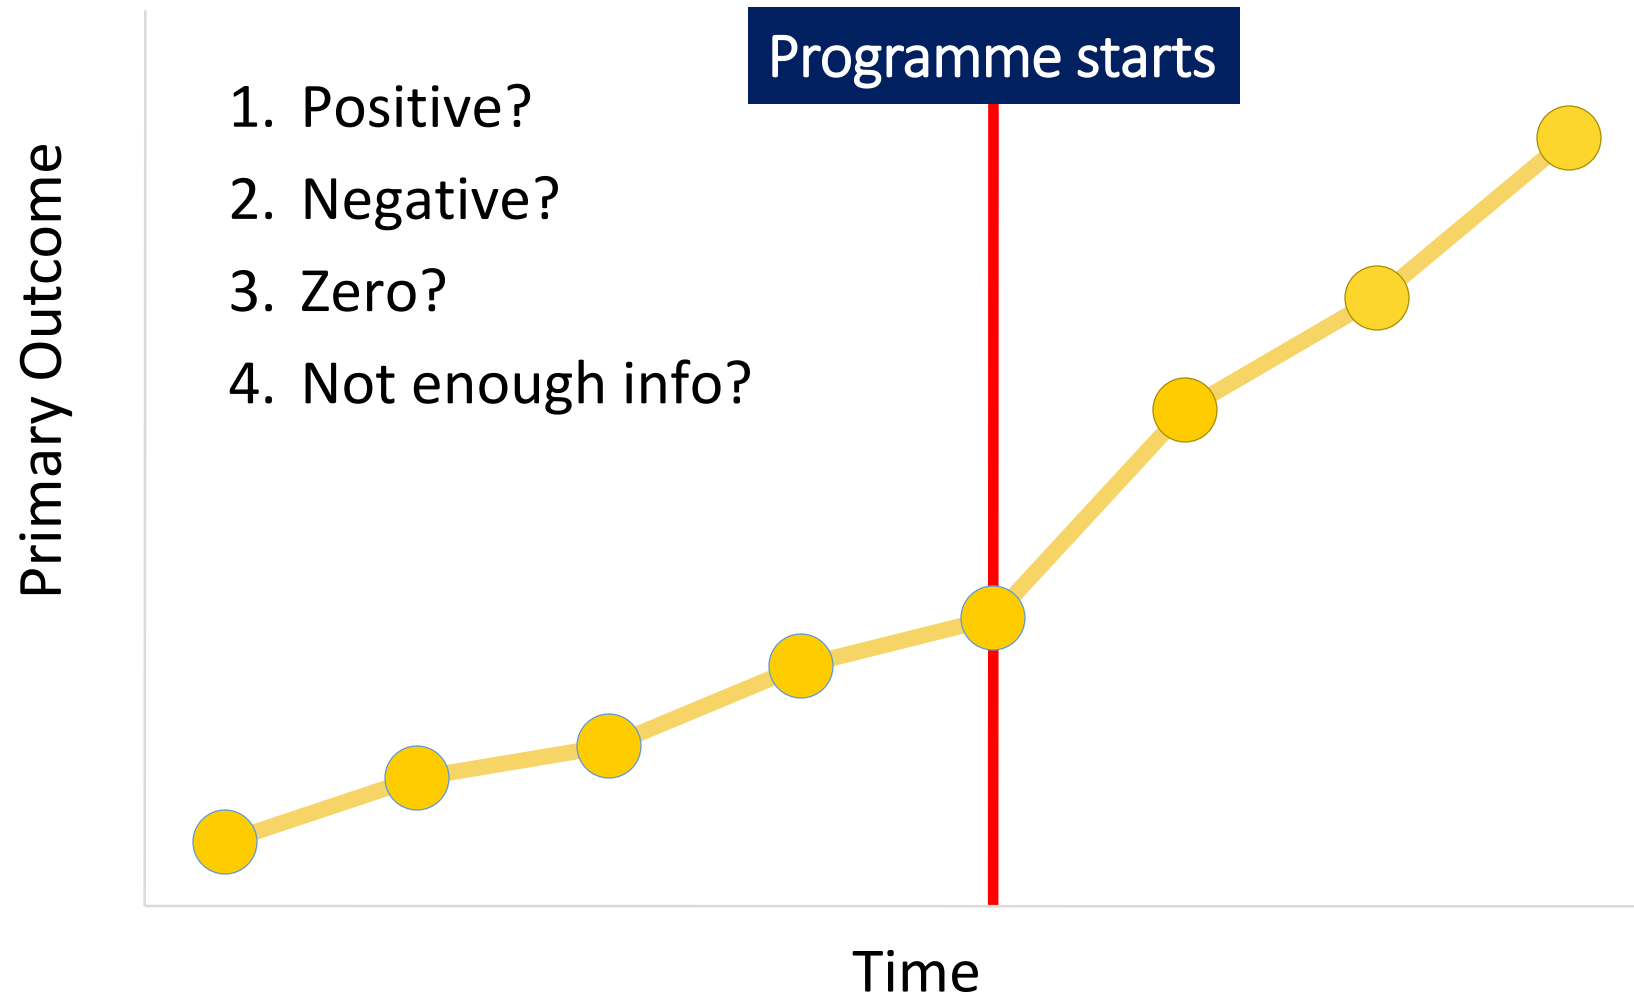 Programme starts
1. Positive?
2. Negative?
3. Zero?
4. Not enough info?
Primary Outcome
Time